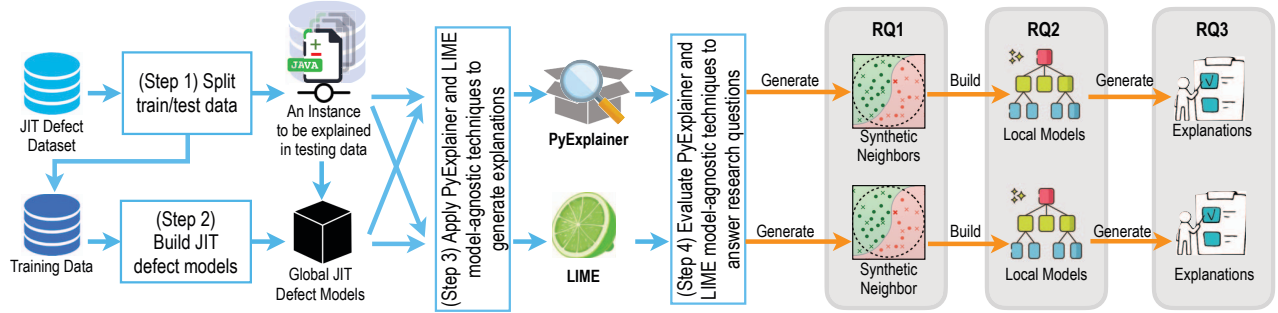 JIT Defect
Dataset
(Step 1) Split
train/test data
JAVA
An Instance
to be explained
in testing data
Training Data
(Step 2)
Build JIT
defect models
Global JIT
Defect Models
(Step 3) Apply PyExplainer and LIME
model-agnostic techniques to
generate explanations
PyExplainer
LIME
(Step 4) Evaluate PyExplainer and
LIME model-agnostic techniques to
answer research questions
Generate
Generate
RQ1
Synthetic
Neighbors
Synthetic
Neighbor
Build
Build
RQ2
Local Models
Local Models
Generate
Generate
RQ3
Explanations
Explanations